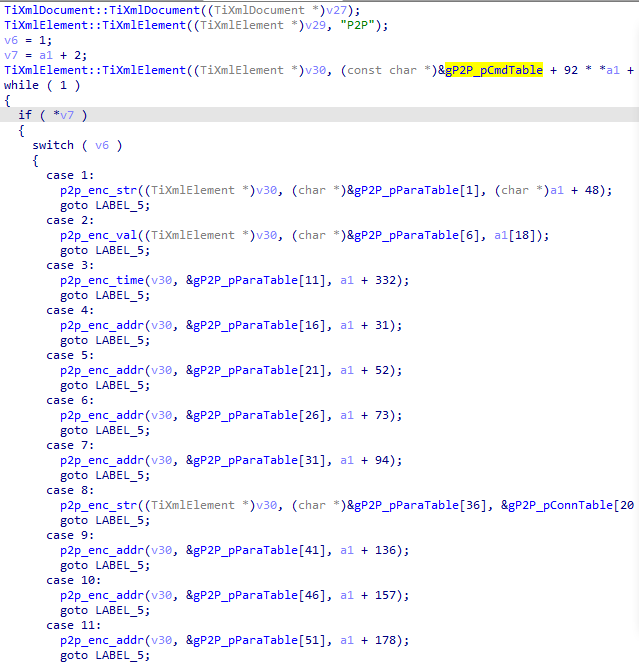 TiXmlDocument::TiXmlDocument((TiXmlDocument *)v27);
TiXmlElement::TiXmlElement((TiXmlElement *)v29, "P2P");
v6 = 1;
v7 = a1 + 2;
TiXmlElement::TiXmlElement((TiXmlElement *)v30, (const char *)&gP2P_pCmdTable + 92 * *a1 +
while ( 1 )
{
if ( *v7 )
{
switch ( v6 )
{
case 1:
p2p_enc_str((TiXmlElement *)v30, (char *)&gP2P_pParaTable[1], (char *)a1 + 48);
goto LABEL_5;
case 2:
p2p_enc_val((TiXmlElement *)v30, (char *)&gP2P_pParaTable[6], a1[18]);
goto LABEL_5;
case 3:
p2p_enc_time(v30, &gP2P_pParaTable[11], a1 + 332);
goto LABEL_5;
case 4:
p2p_enc_addr(v30, &gP2P_pParaTable[16], a1 + 31);
goto LABEL_5;
case 5:
p2p_enc_addr(v30, &gP2P_pParaTable[21], a1 + 52);
goto LABEL_5;
case 6:
p2p_enc_addr(v30, &gP2P_pParaTable[26], a1 + 73);
goto LABEL_5;
case 7:
p2p_enc_addr(v30, &gP2P_pParaTable[31], a1 + 94);
goto LABEL_5;
case 8:
p2p_enc_str((TiXmlElement *)v30, (char *)&gP2P_pParaTable[36], &gP2P_pConnTable[20
goto LABEL_5;
case 9:
p2p_enc_addr(v30, &gP2P_pParaTable[41], a1 + 136);
goto LABEL_5;
case 10:
p2p_enc_addr(v30, &gP2P_pParaTable[46], a1 + 157);
goto LABEL_5;
case 11:
p2p_enc_addr(v30, &gP2P_pParaTable[51], a1 + 178);
goto LABEL_5;